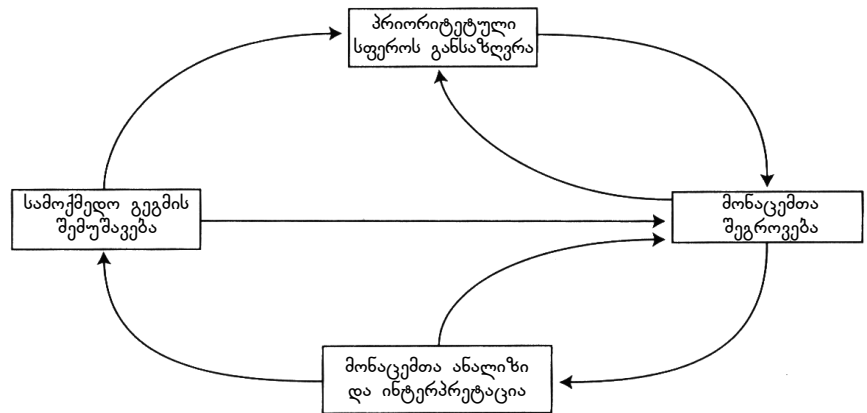 პრიორიტეტული
სფეროს განსაზღვრა
სამოქმედო გეგმის
შემუშავება
მონაცემთა
შეგროვება
მონაცემთა ანალიზი
და ინტერპრეტაცია